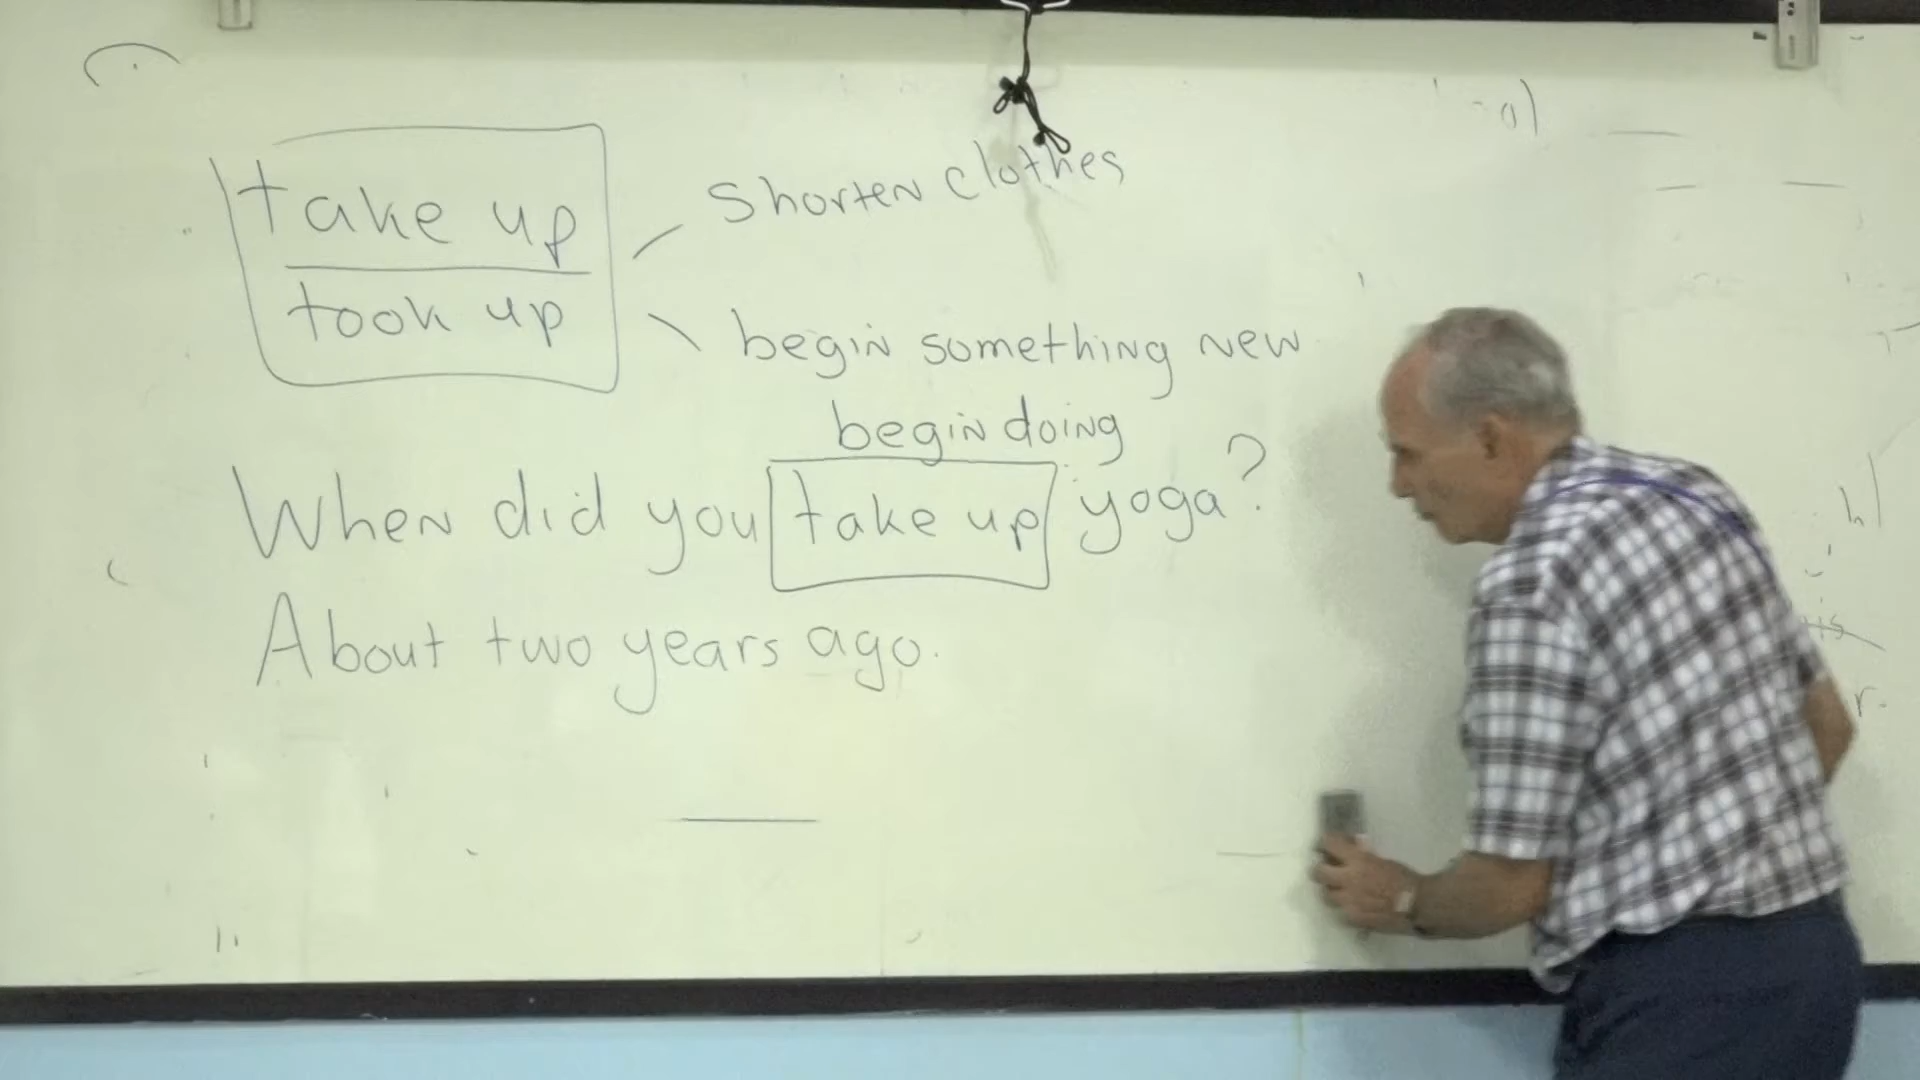 take up
took up
shorten clothes
begin something new
begin doing
When did you take up yoga?
About two years ago.